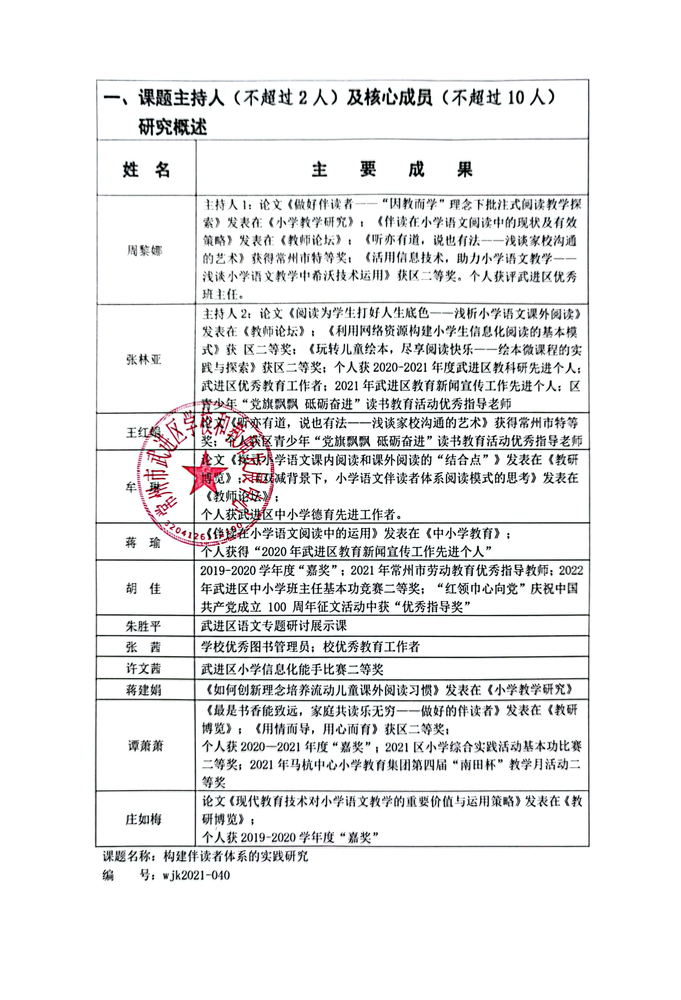 一、课题主持人（不超过 2 人）及核心成员（不超过 10 人）
研究概述
姓 名
主 要 成 果
周黎娜
主持人 1：论文《做好伴读者——“因教而学”理念下批注式阅读教学探
索》发表在《小学教学研究》；《伴读在小学语文阅读中的现状及有效
策略》发表在《教师论坛》；《听亦有道，说也有法——浅谈家校沟通
的艺术》获得常州市特等奖；《活用信息技术，助力小学语文教学——
浅谈小学语文教学中希沃技术运用》获区二等奖。个人获评武进区优秀
班主任。
张林亚
主持人 2：论文《阅读为学生打好人生底色——浅析小学语文课外阅读》
发表在《教师论坛》；《利用网络资源构建小学生信息化阅读的基本模
式》获 区二等奖；《玩转儿童绘本，尽享阅读快乐——绘本微课程的实
践与探索》获区二等奖；个人获 2020-2021 年度武进区教科研先进个人；
武进区优秀教育工作者；2021 年武进区教育新闻宣传工作先进个人；区
青少年“党旗飘飘 砥砺奋进”读书教育活动优秀指导老师
王红娟
论文《听亦有道，说也有法——浅谈家校沟通的艺术》获得常州市特等
奖；个人获区青少年“党旗飘飘 砥砺奋进”读书教育活动优秀指导老师
牟 琳
论文《探寻小学语文课内阅读和课外阅读的“结合点”》发表在《教研
博览》；《双减背景下，小学语文伴读者体系阅读模式的思考》发表在
《教师论坛》；
个人获武进区中小学德育先进工作者。
常州市武进区学校和教师发展中心
蒋 瑜
《伴读在小学语文阅读中的运用》发表在《中小学教育》；
个人获得“2020 年武进区教育新闻宣传工作先进个人”
胡 佳
2019-2020 学年度“嘉奖”；2021 年常州市劳动教育优秀指导教师；2022
年武进区中小学班主任基本功竞赛二等奖；“红领巾心向党”庆祝中国
共产党成立 100 周年征文活动中获“优秀指导奖”
朱胜平
武进区语文专题研讨展示课
张 茜
学校优秀图书管理员；校优秀教育工作者
许文茜
武进区小学信息化能手比赛二等奖
蒋建娟
《如何创新理念培养流动儿童课外阅读习惯》发表在《小学教学研究》
谭萧萧
《最是书香能致远，家庭共读乐无穷——做好的伴读者》发表在《教研
博览》；《用情而导，用心而育》获区二等奖；
个人获 2020—2021 年度“嘉奖”；2021 区小学综合实践活动基本功比赛
二等奖；2021 年马杭中心小学教育集团第四届“南田杯”教学月活动二
等奖
庄如梅
论文《现代教育技术对小学语文教学的重要价值与运用策略》发表在《教
研博览》；
个人获 2019-2020 学年度“嘉奖”
课题名称：构建伴读者体系的实践研究
编 号：wjk2021-040